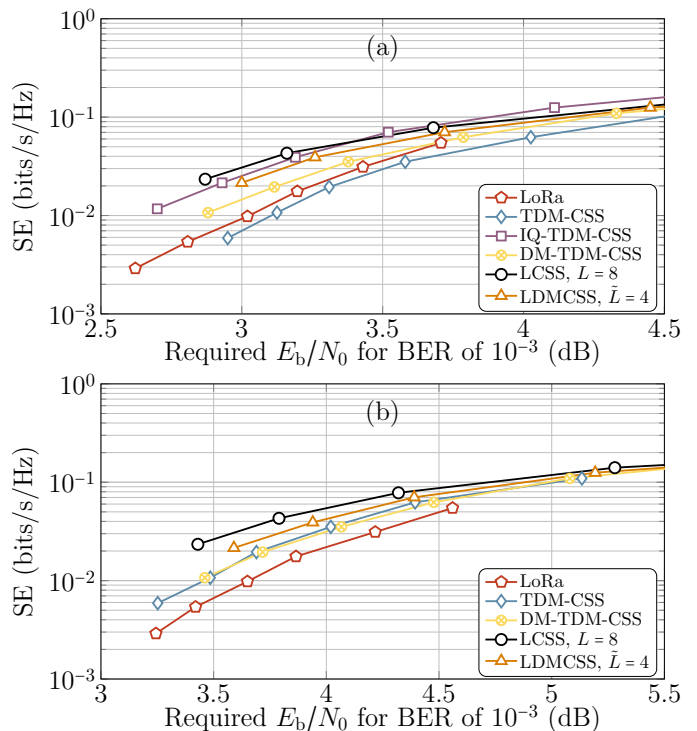 (a)
SE (bits/s/Hz)
10⁰
10⁻¹
10⁻²
10⁻³
2.5 3 3.5 4 4.5
Required E_b/N_0 for BER of 10⁻³ (dB)
LoRa
TDM-CSS
IQ-TDM-CSS
DM-TDM-CSS
LCSS, L = 8
LDMCSS, L̃ = 4
(b)
SE (bits/s/Hz)
10⁰
10⁻¹
10⁻²
10⁻³
3 3.5 4 4.5 5 5.5
Required E_b/N_0 for BER of 10⁻³ (dB)
LoRa
TDM-CSS
DM-TDM-CSS
LCSS, L = 8
LDMCSS, L̃ = 4